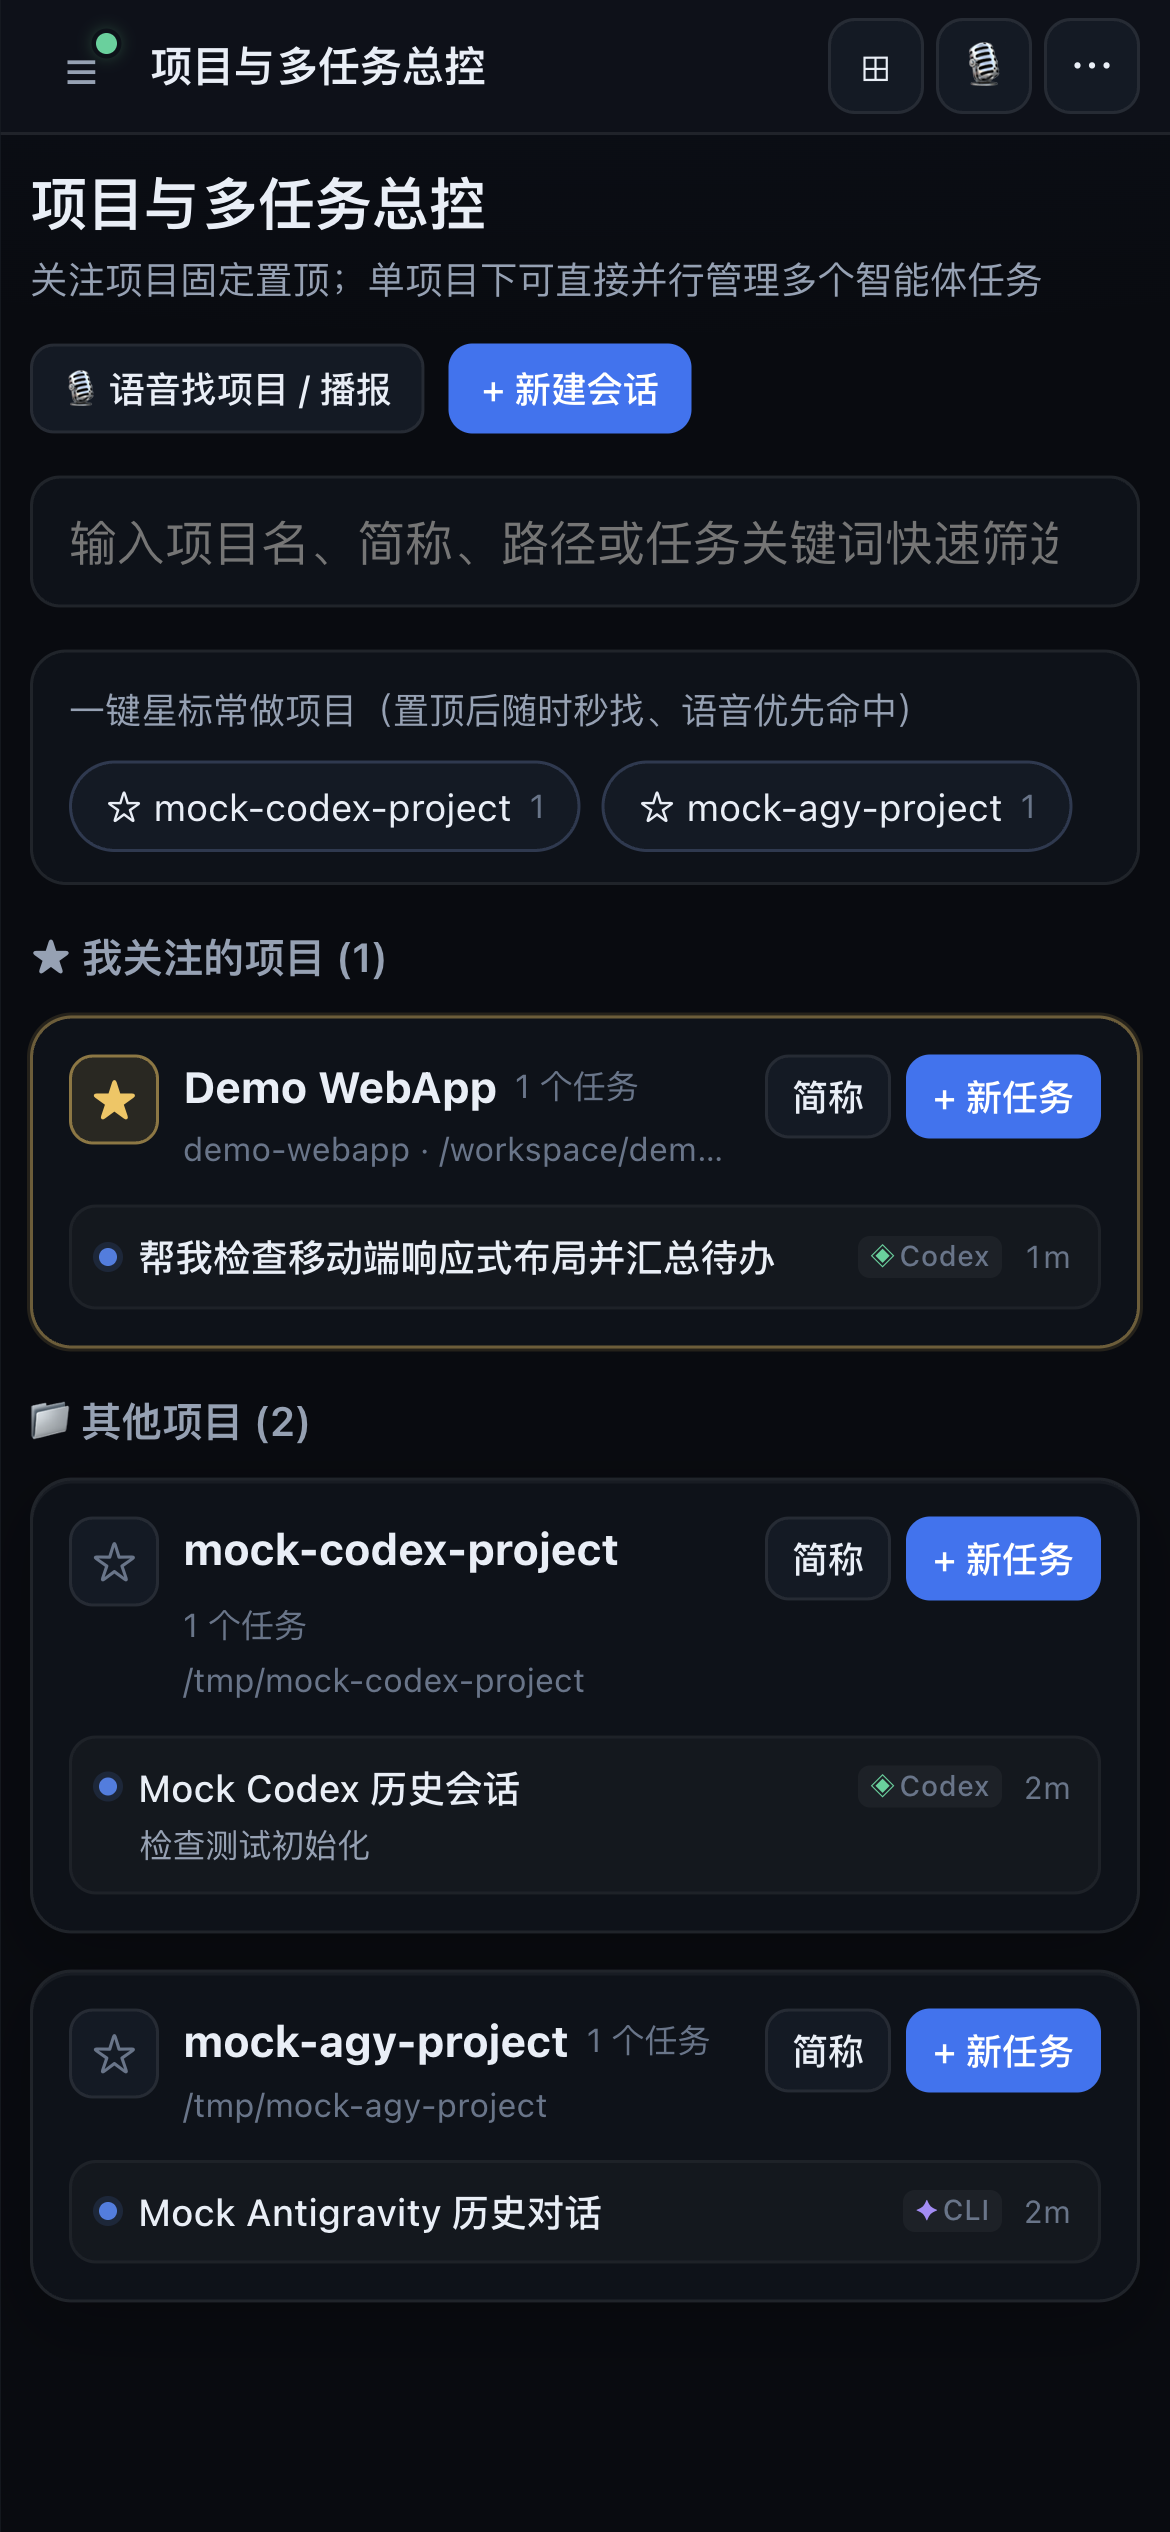 项目与多任务总控
项目与多任务总控
关注项目固定置顶；单项目下可直接并行管理多个智能体任务
语音找项目 / 播报
+ 新建会话
输入项目名、简称、路径或任务关键词快速筛
一键星标常做项目（置顶后随时秒找、语音优先命中）
☆ mock-codex-project 1
☆ mock-agy-project 1
★ 我关注的项目 (1)
Demo WebApp 1 个任务
简称
+ 新任务
demo-webapp · /workspace/dem...
帮我检查移动端响应式布局并汇总待办
Codex 1m
其他项目 (2)
mock-codex-project
简称
+ 新任务
1 个任务
/tmp/mock-codex-project
Mock Codex 历史会话
Codex 2m
检查测试初始化
mock-agy-project 1 个任务
简称
+ 新任务
/tmp/mock-agy-project
Mock Antigravity 历史对话
CLI 2m